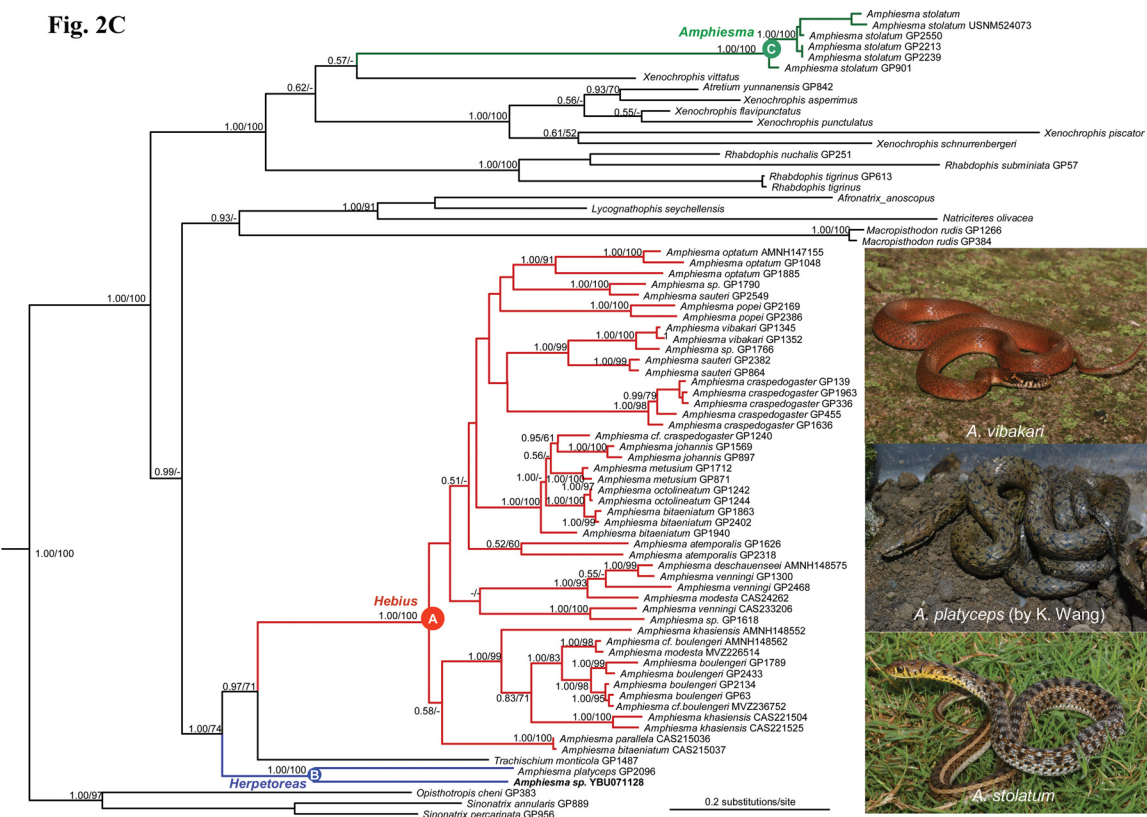 Fig. 2C
Amphiesma
C
1.00/100
1.00/100
Amphiesma stolatum
Amphiesma stolatum USNM524073
Amphiesma stolatum GP2550
Amphiesma stolatum GP2213
Amphiesma stolatum GP2239
Amphiesma stolatum GP901
0.57/-
Xenochrophis vittatus
0.62/-
0.93/70
Atretium yunnanensis GP842
0.56/-
Xenochrophis asperrimus
Xenochrophis flavipunctatus
0.55/-
1.00/100
Xenochrophis punctulatus
0.61/52
Xenochrophis piscator
1.00/100
Xenochrophis schnurrenbergeri
Rhabdophis nuchalis GP251
1.00/100
Rhabdophis subminiata GP57
Rhabdophis tigrinus GP613
Rhabdophis tigrinus
Afronatrix_anoscopus
1.00/91
Lycognathophis seychellensis
0.93/-
Natriciteres olivacea
1.00/100
Macropisthodon rudis GP1266
Macropisthodon rudis GP384
1.00/100
1.00/100
Amphiesma optatum AMNH147155
1.00/91
Amphiesma optatum GP1048
Amphiesma optatum GP1885
1.00/100
Amphiesma sp. GP1790
Amphiesma sauteri GP2549
Amphiesma popei GP2169
Amphiesma popei GP2386
Amphiesma vibakari GP1345
1.00/100
1
Amphiesma vibakari GP1352
1.00/99
Amphiesma sp. GP1766
1.00/99
Amphiesma sauteri GP2382
Amphiesma sauteri GP864
Amphiesma craspedogaster GP139
0.99/79
Amphiesma craspedogaster GP1963
Amphiesma craspedogaster GP336
1.00/98
Amphiesma craspedogaster GP455
Amphiesma craspedogaster GP1636
0.95/61
Amphiesma cf. craspedogaster GP1240
1.00/100
Amphiesma johannis GP1569
0.56/-
Amphiesma johannis GP897
Amphiesma metusium GP1712
1.00/-
1.00/100
Amphiesma metusium GP871
1.00/97
Amphiesma octolineatum GP1242
1.00/100
1.00/100
Amphiesma octolineatum GP1244
Amphiesma bitaeniatum GP1863
1.00/99
Amphiesma bitaeniatum GP2402
Amphiesma bitaeniatum GP1940
0.51/-
0.52/60
Amphiesma atemporalis GP1626
Amphiesma atemporalis GP2318
1.00/99
Amphiesma deschauenseei AMNH148575
0.55/-
Amphiesma venningi GP1300
1.00/93
Amphiesma venningi GP2468
-/-
Amphiesma modesta CAS24262
1.00/100
Amphiesma venningi CAS233206
Amphiesma sp. GP1618
0.99/-
1.00/100
Hebius
A
1.00/100
Amphiesma khasiensis AMNH148552
1.00/98
Amphiesma cf. boulengeri AMNH148562
1.00/99
1.00/83
Amphiesma modesta MVZ226514
1.00/99
Amphiesma boulengeri GP1789
Amphiesma boulengeri GP2433
1.00/98
Amphiesma boulengeri GP2134
0.83/71
1.00/95
Amphiesma boulengeri GP63
Amphiesma cf.boulengeri MVZ236752
1.00/100
Amphiesma khasiensis CAS221504
Amphiesma khasiensis CAS221525
0.58/-
1.00/100
Amphiesma parallela CAS215036
Amphiesma bitaeniatum CAS215037
0.97/71
1.00/74
Trachischium monticola GP1487
1.00/100
B
Amphiesma platyceps GP2096
Herpetoreas
Amphiesma sp. YBU071128
1.00/97
Opisthotropis cheni GP383
Sinonatrix annularis GP889
Sinonatrix percarinata GP956
0.2 substitutions/site
A. vibakari
A. platyceps (by K. Wang)
A. stolatum